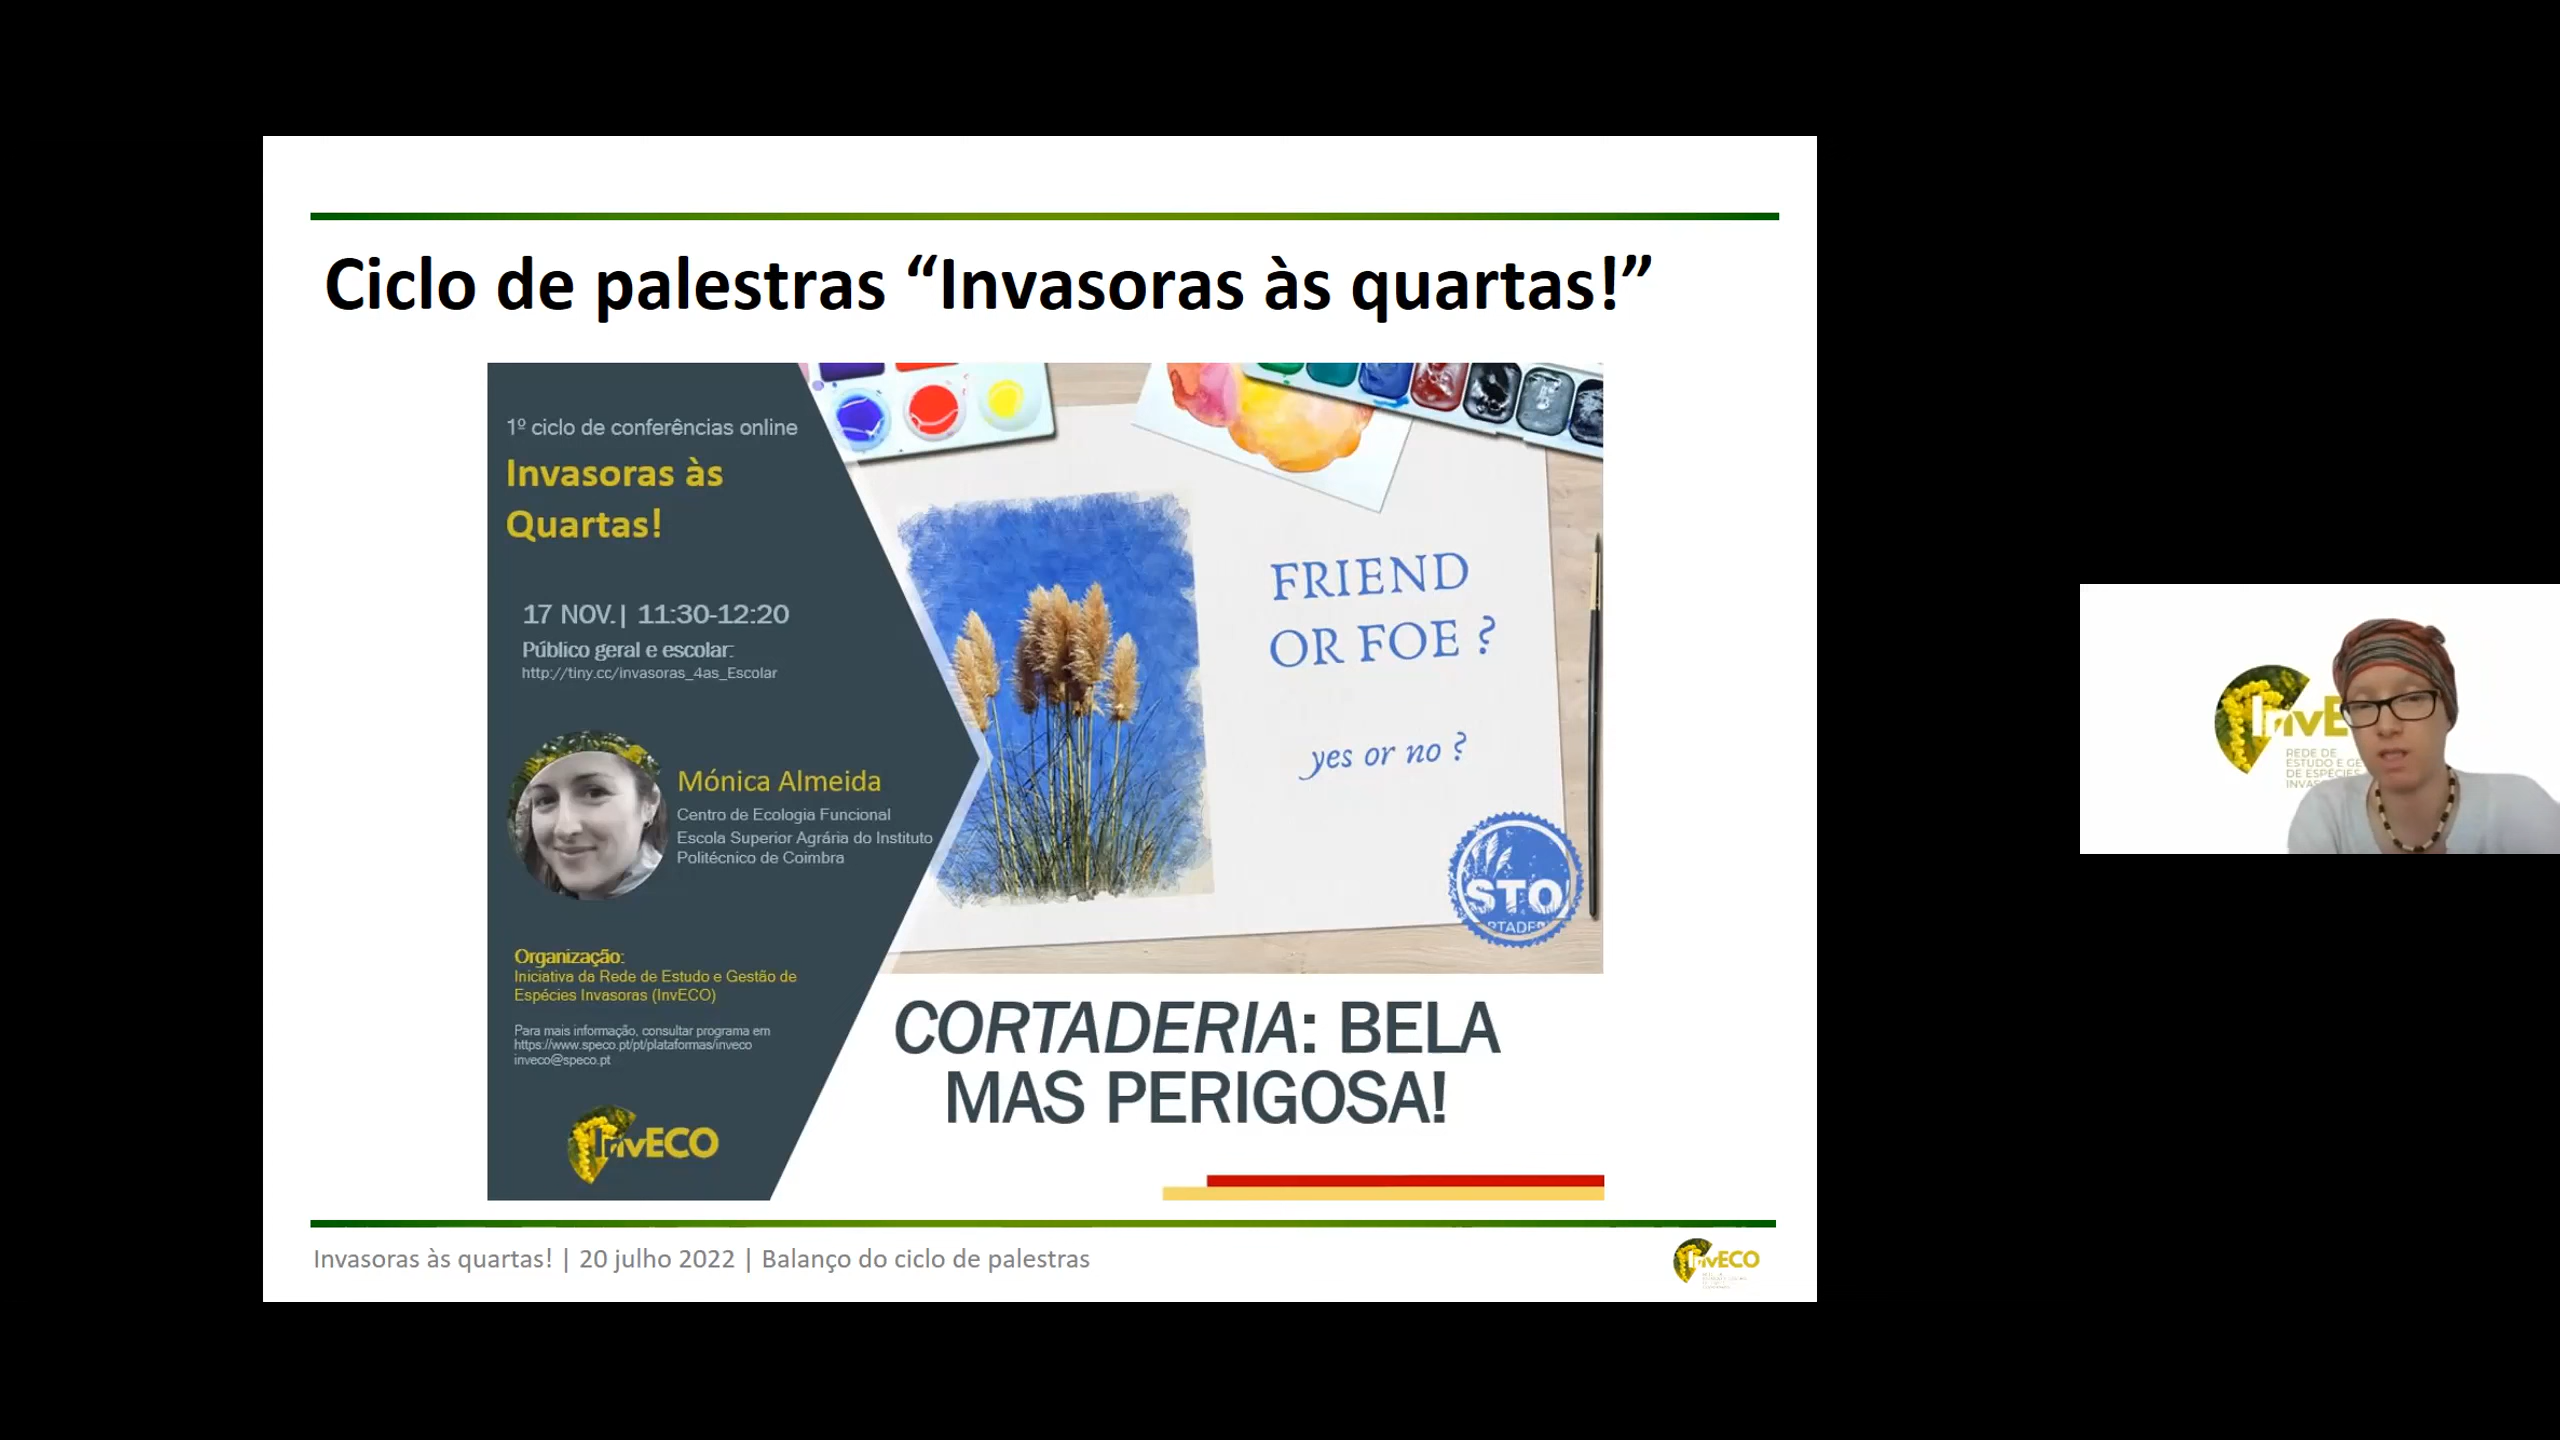 Ciclo de palestras “Invasoras às quartas!”
1º ciclo de conferências online
Invasoras às
Quartas!
17 NOV.| 11:30-12:20
Público geral e escolar:
http://tiny.cc/invasoras_4as_Escolar
Mónica Almeida
Centro de Ecologia Funcional
Escola Superior Agrária do Instituto
Politécnico de Coimbra
Organização:
Iniciativa da Rede de Estudo e Gestão de
Espécies Invasoras (InvECO)
Para mais informação, consultar programa em
https://www.speco.pt/pt/plataformas/inveco
inveco@speco.pt
InvECO
FRIEND
OR FOE ?
yes or no ?
STO
RTADER
CORTADERIA: BELA
MAS PERIGOSA!
Invasoras às quartas! | 20 julho 2022 | Balanço do ciclo de palestras
InvECO
InvE
REDE DE
ESTUDO E GE
DE ESPÉCIES
INVAS